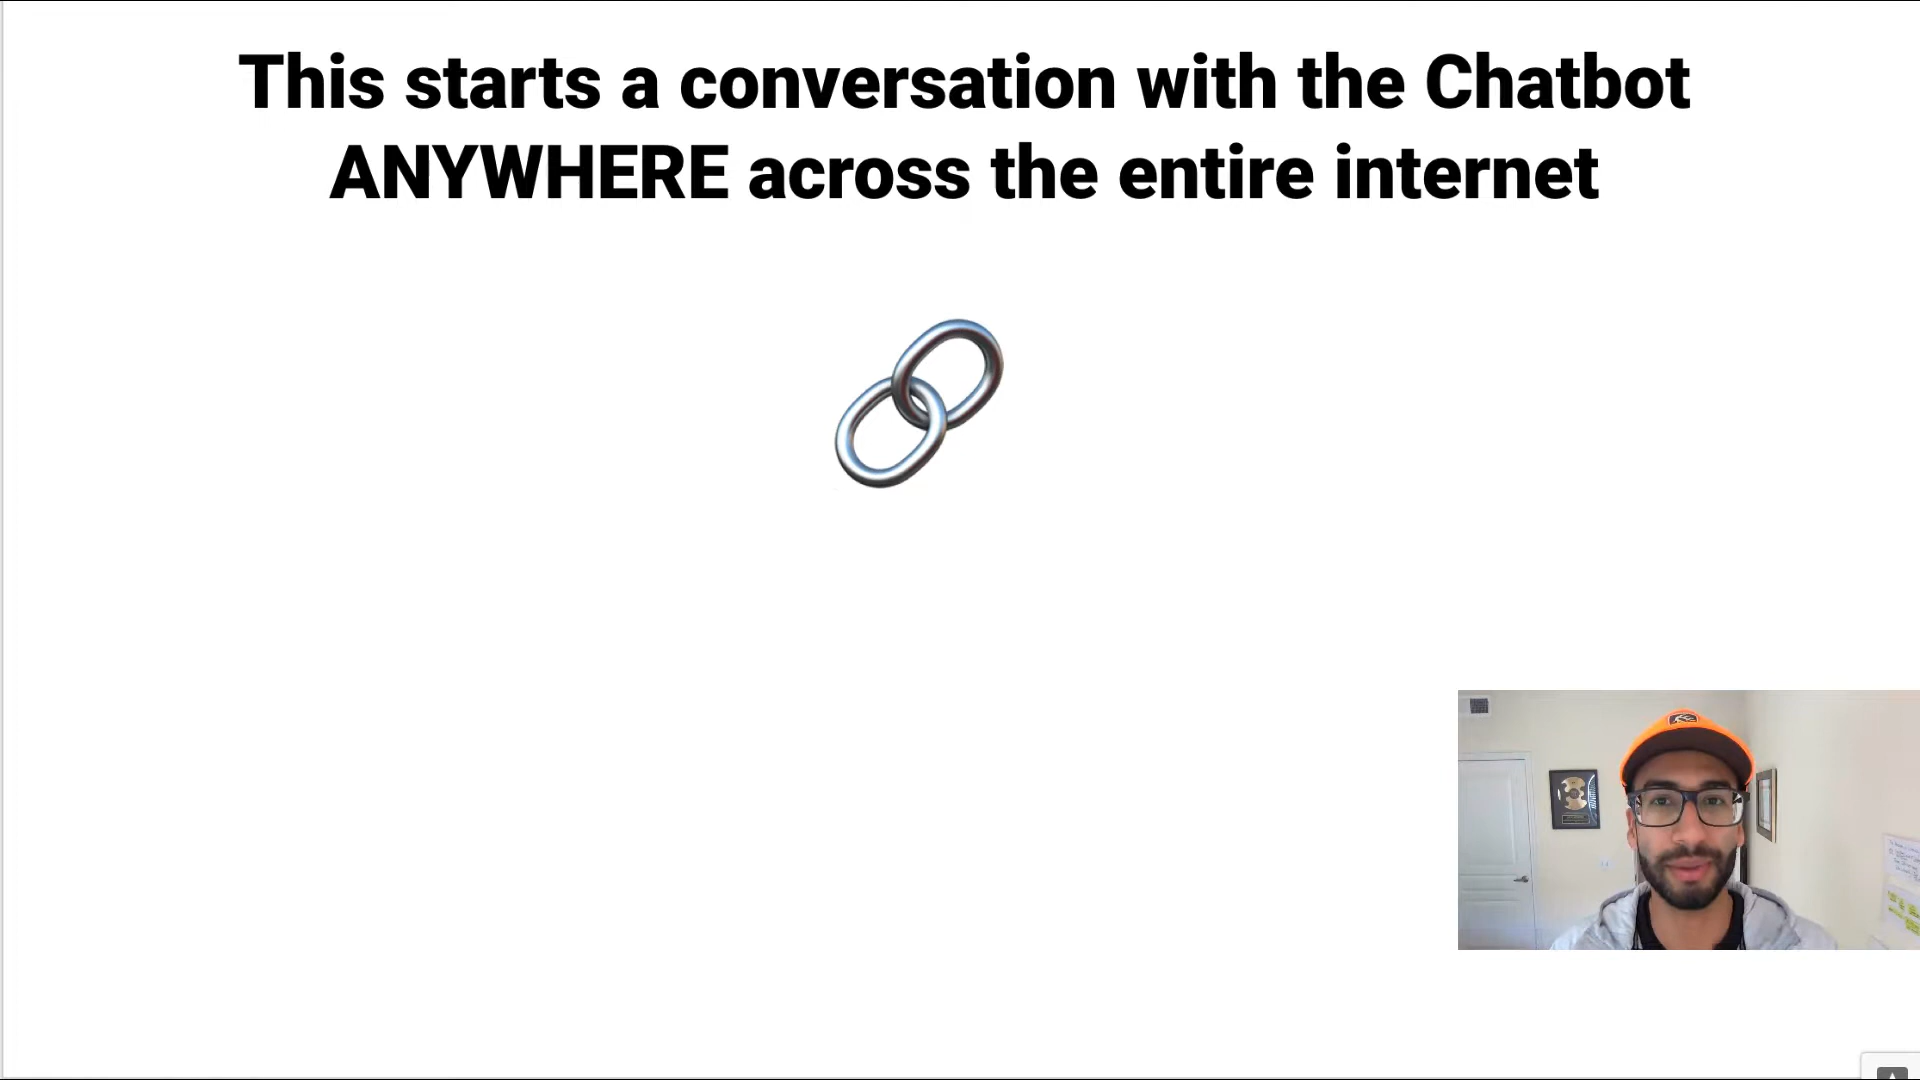 This starts a conversation with the Chatbot
ANYWHERE across the entire internet